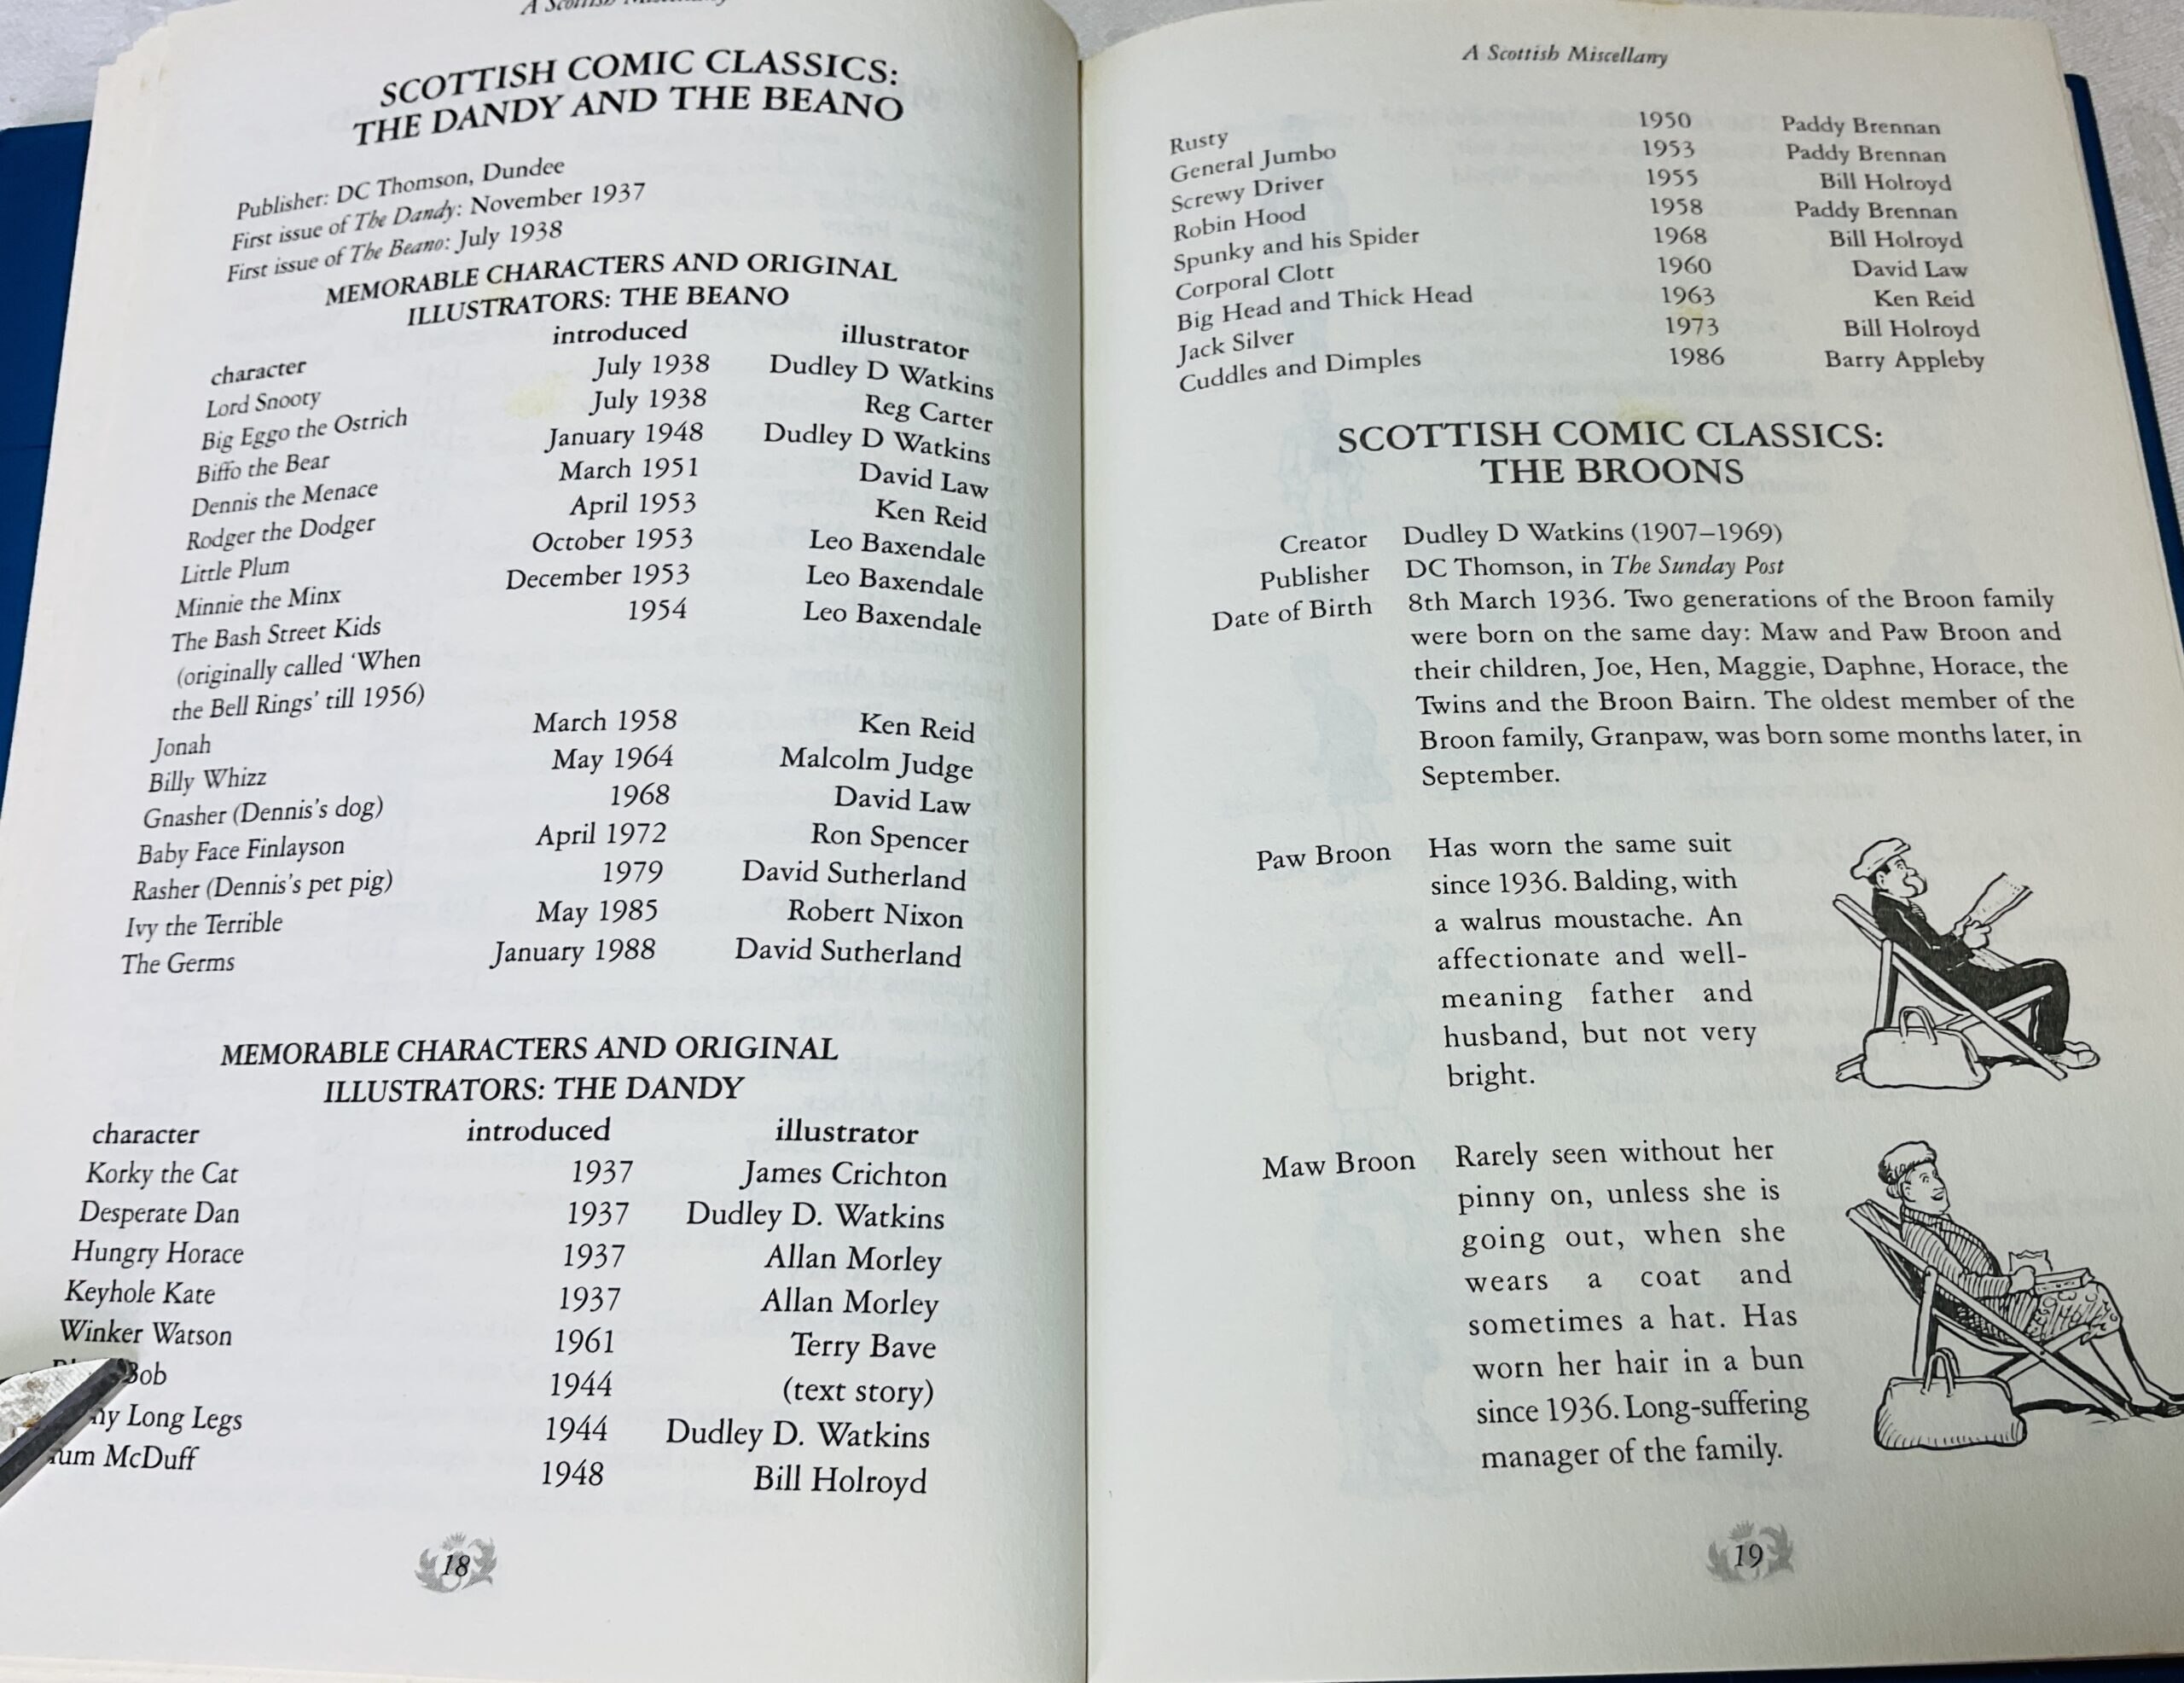 A Scottish Miscellany
SCOTTISH COMIC CLASSICS:
THE DANDY AND THE BEANO
Publisher: DC Thomson, Dundee
First issue of The Dandy: November 1937
First issue of The Beano: July 1938
MEMORABLE CHARACTERS AND ORIGINAL
ILLUSTRATORS: THE BEANO
character introduced illustrator
Lord Snooty July 1938 Dudley D Watkins
Big Eggo the Ostrich July 1938 Reg Carter
Biffo the Bear January 1948 Dudley D Watkins
Dennis the Menace March 1951 David Law
Rodger the Dodger April 1953 Ken Reid
Little Plum October 1953 Leo Baxendale
Minnie the Minx December 1953 Leo Baxendale
The Bash Street Kids 1954 Leo Baxendale
(originally called ‘When
the Bell Rings’ till 1956)
Jonah March 1958 Ken Reid
Billy Whizz May 1964 Malcolm Judge
Gnasher (Dennis's dog) 1968 David Law
Baby Face Finlayson April 1972 Ron Spencer
Rasher (Dennis's pet pig) 1979 David Sutherland
Ivy the Terrible May 1985 Robert Nixon
The Germs January 1988 David Sutherland
MEMORABLE CHARACTERS AND ORIGINAL
ILLUSTRATORS: THE DANDY
character introduced illustrator
Korky the Cat 1937 James Crichton
Desperate Dan 1937 Dudley D. Watkins
Hungry Horace 1937 Allan Morley
Keyhole Kate 1937 Allan Morley
Winker Watson 1961 Terry Bave
Bob 1944 (text story)
Long Legs 1944 Dudley D. Watkins
McDuff 1948 Bill Holroyd
18
A Scottish Miscellany
Rusty 1950 Paddy Brennan
General Jumbo 1953 Paddy Brennan
Screwy Driver 1955 Bill Holroyd
Robin Hood 1958 Paddy Brennan
Spunky and his Spider 1968 Bill Holroyd
Corporal Clott 1960 David Law
Big Head and Thick Head 1963 Ken Reid
Jack Silver 1973 Bill Holroyd
Cuddles and Dimples 1986 Barry Appleby
SCOTTISH COMIC CLASSICS:
THE BROONS
Creator Dudley D Watkins (1907–1969)
Publisher DC Thomson, in The Sunday Post
Date of Birth 8th March 1936. Two generations of the Broon family
were born on the same day: Maw and Paw Broon and
their children, Joe, Hen, Maggie, Daphne, Horace, the
Twins and the Broon Bairn. The oldest member of the
Broon family, Granpaw, was born some months later, in
September.
Paw Broon Has worn the same suit
since 1936. Balding, with
a walrus moustache. An
affectionate and well-
meaning father and
husband, but not very
bright.
Maw Broon Rarely seen without her
pinny on, unless she is
going out, when she
wears a coat and
sometimes a hat. Has
worn her hair in a bun
since 1936. Long-suffering
manager of the family.
19